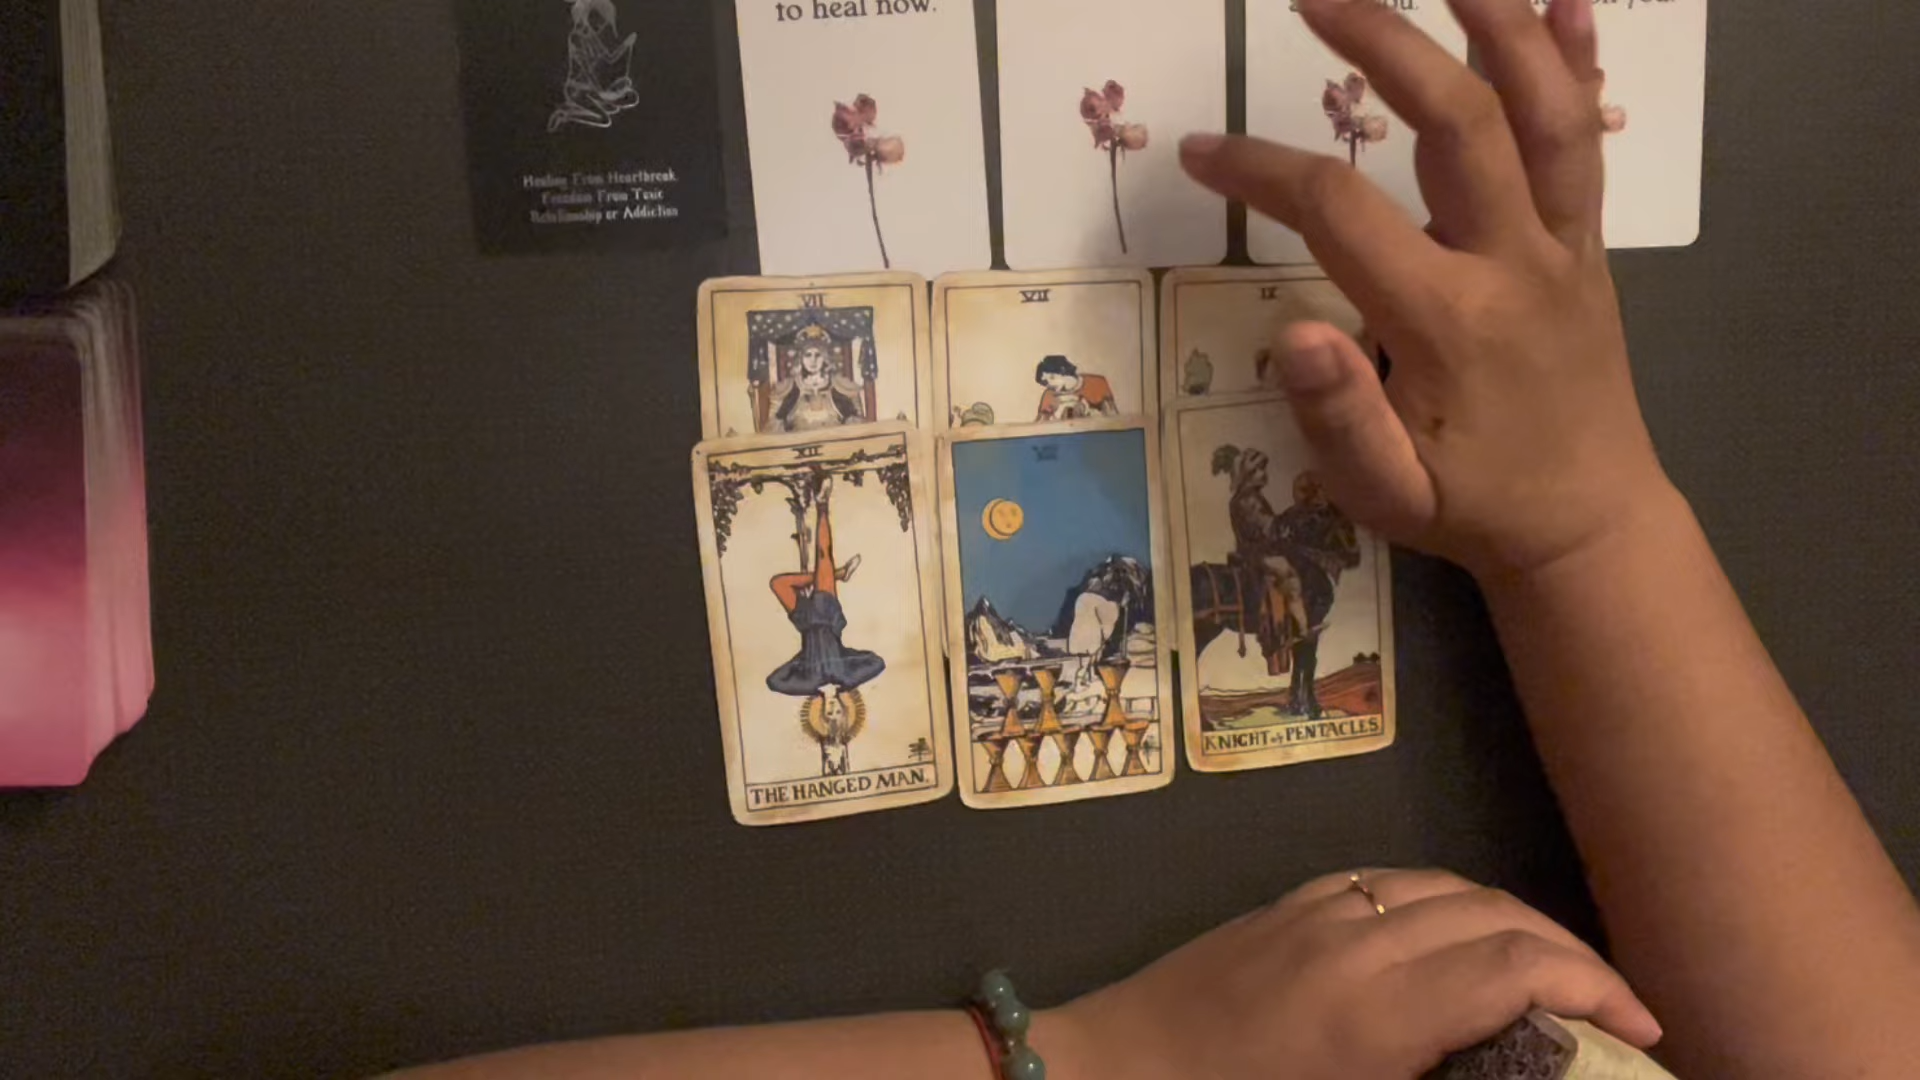 to heal now.
Healing From Heartbreak
Freedom From Toxic
Relationship or Addiction
VII
VII
IX
XII
THE HANGED MAN.
KNIGHT of PENTACLES.